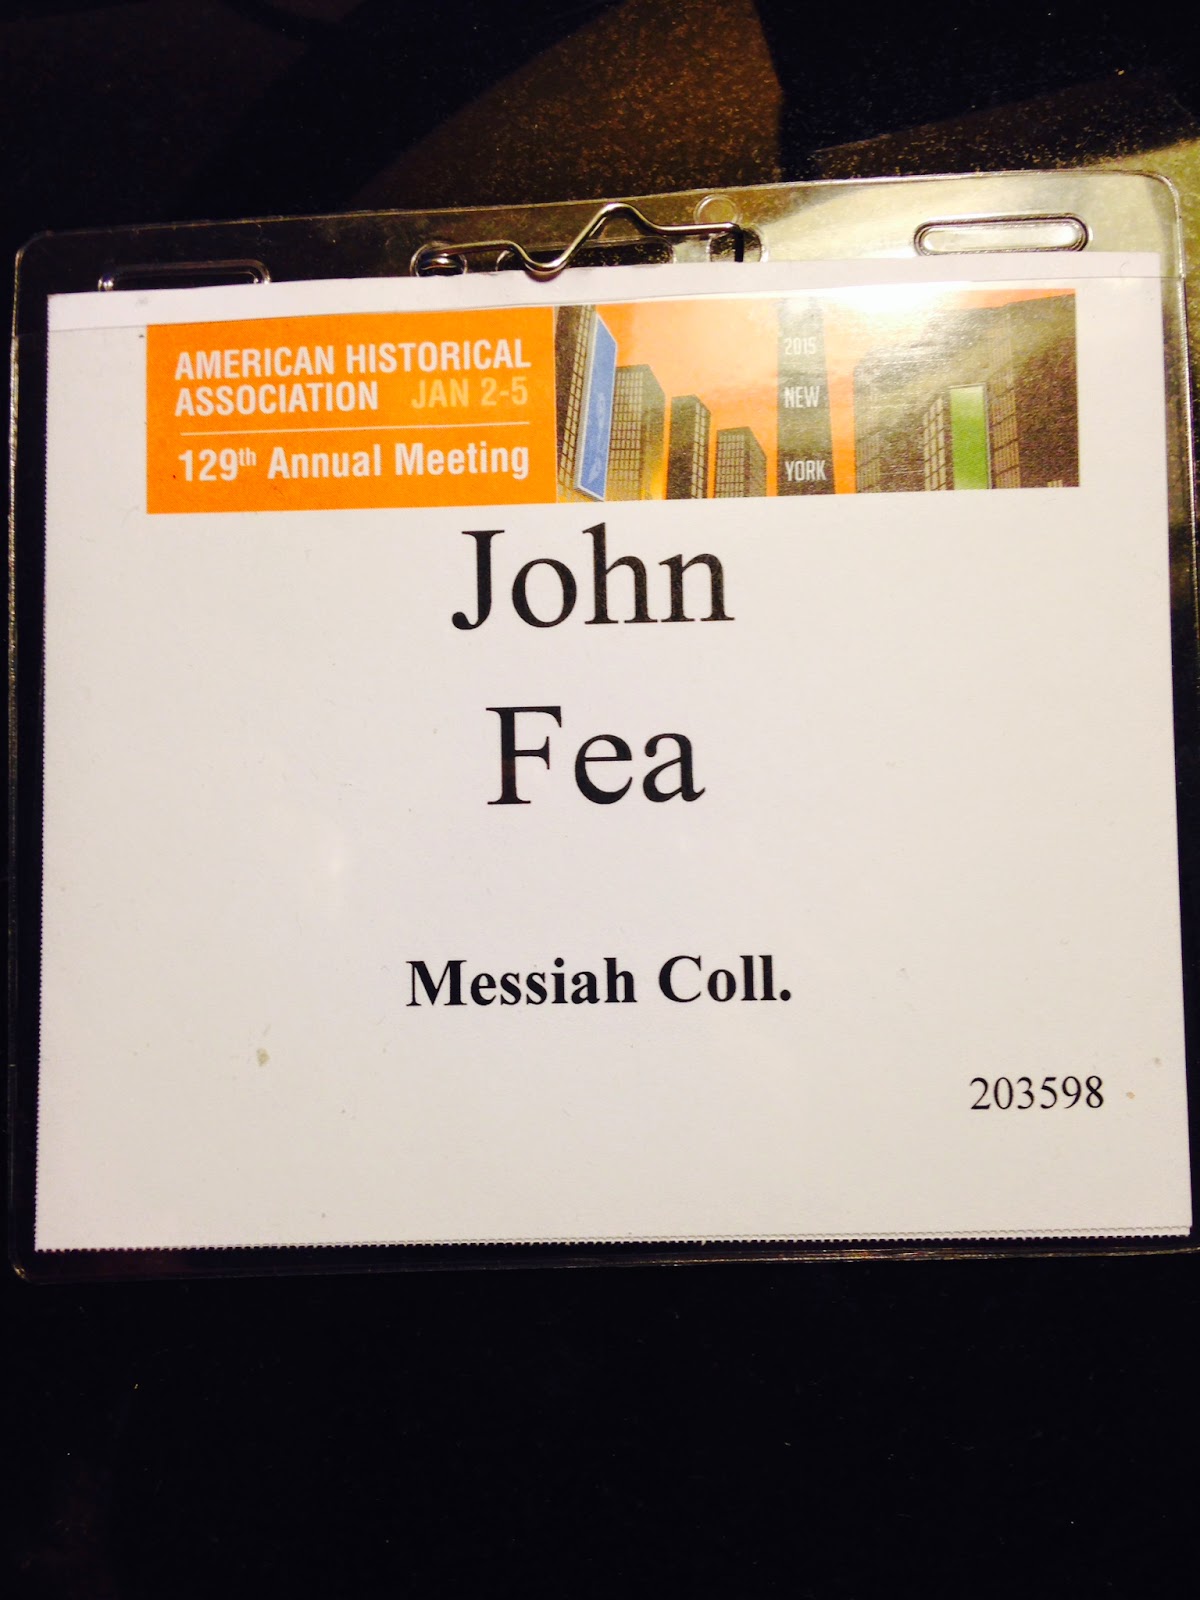 AMERICAN HISTORICAL
ASSOCIATION JAN 2-5
129th Annual Meeting
2015
NEW
YORK
John
Fea
Messiah Coll.
203598